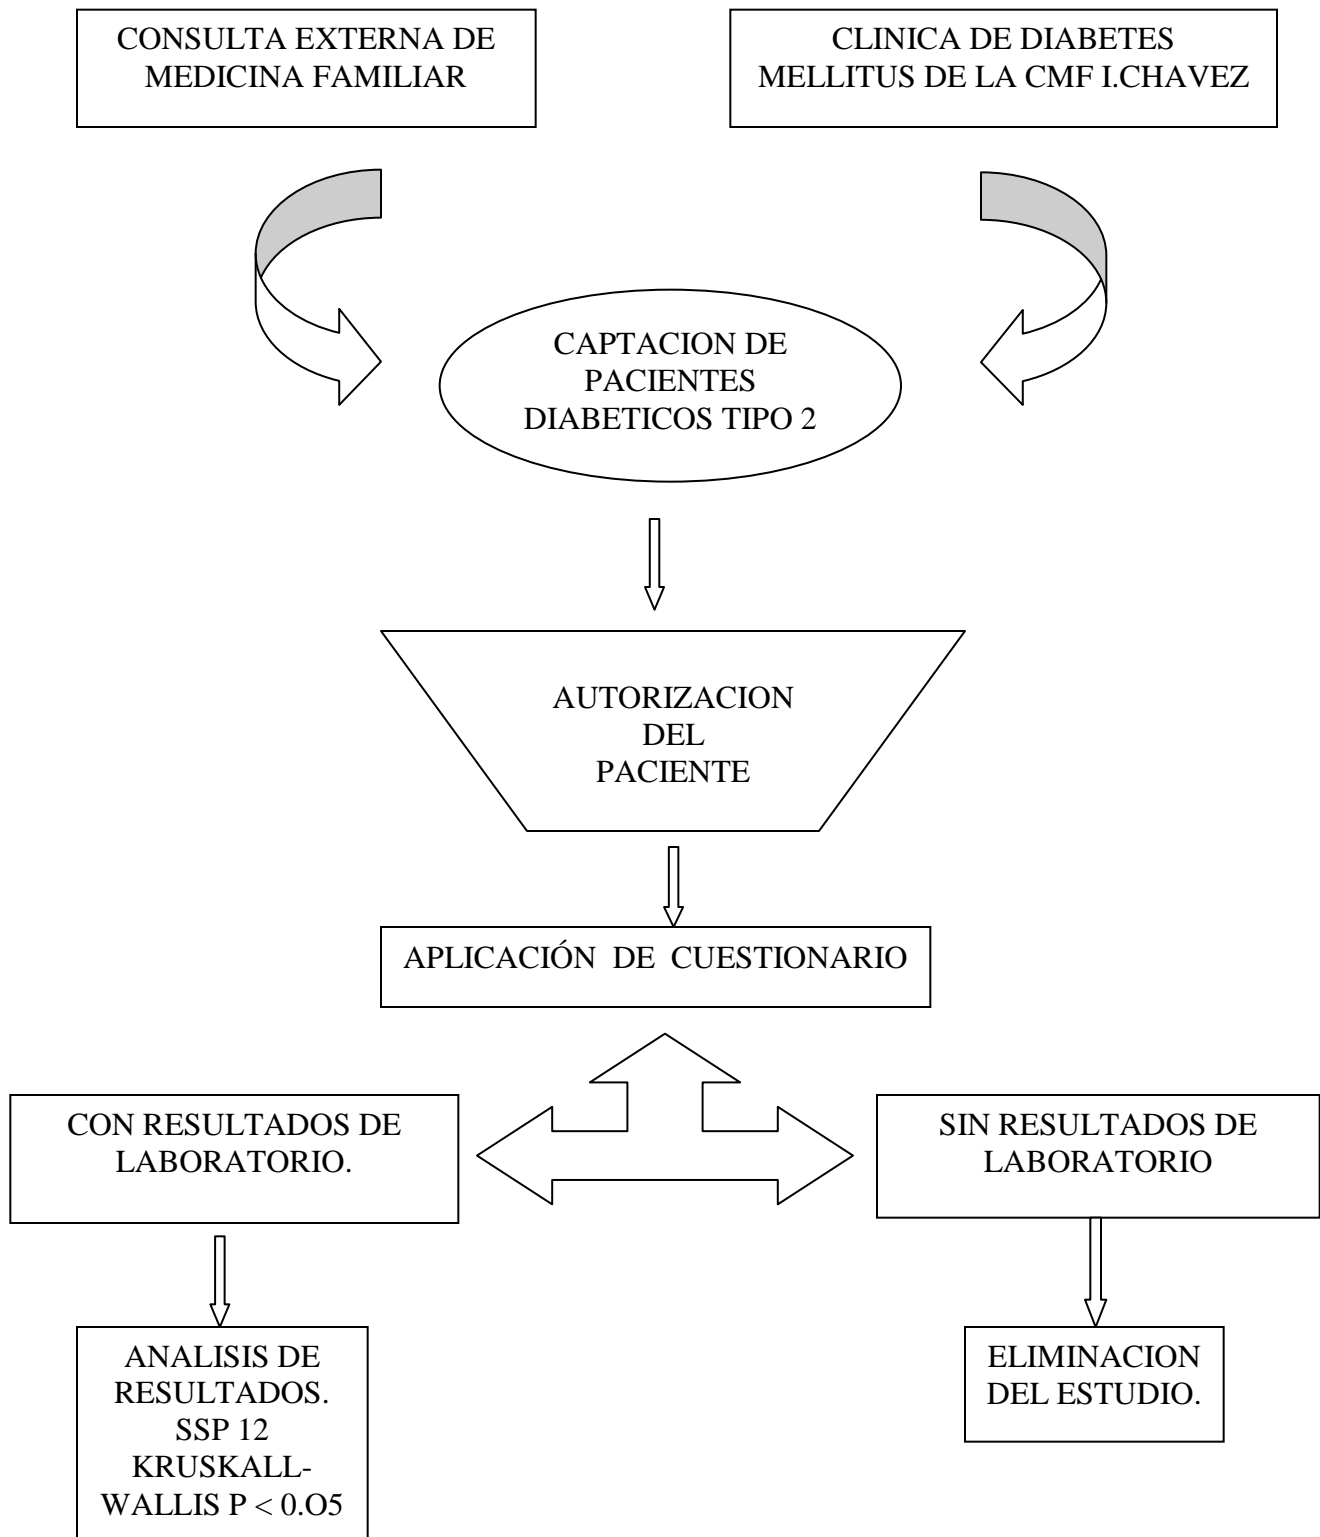 CONSULTA EXTERNA DE
MEDICINA FAMILIAR
CLINICA DE DIABETES
MELLITUS DE LA CMF I.CHAVEZ
CAPTACION DE
PACIENTES
DIABETICOS TIPO 2
AUTORIZACION
DEL
PACIENTE
APLICACIÓN DE CUESTIONARIO
CON RESULTADOS DE
LABORATORIO.
SIN RESULTADOS DE
LABORATORIO
ANALISIS DE
RESULTADOS.
SSP 12
KRUSKALL-
WALLIS P < 0.O5
ELIMINACION
DEL ESTUDIO.